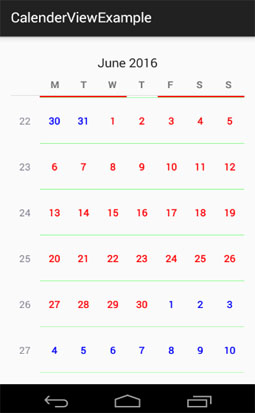 CalenderViewExample
June 2016
M T W T F S S
22 30 31 1 2 3 4 5
23 6 7 8 9 10 11 12
24 13 14 15 16 17 18 19
25 20 21 22 23 24 25 26
26 27 28 29 30 1 2 3
27 4 5 6 7 8 9 10